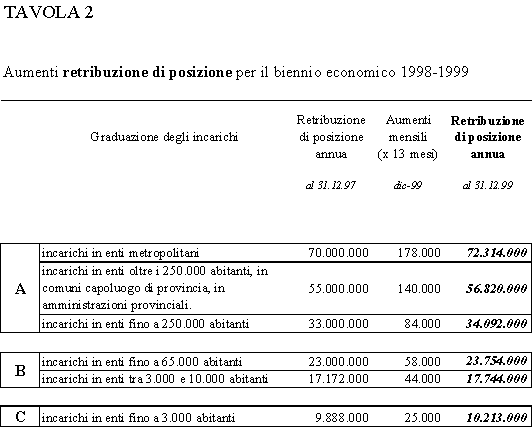 TAVOLA 2
Aumenti retribuzione di posizione per il biennio economico 1998-1999
Graduazione degli incarichi
Retribuzione
di posizione
annua
al 31.12.97
Aumenti
mensili
(x 13 mesi)
dic-99
Retribuzione
di posizione
annua
al 31.12.99
A
incarichi in enti metropolitani 70.000.000 178.000 72.314.000
incarichi in enti oltre i 250.000 abitanti, in
comuni capoluogo di provincia, in
amministrazioni provinciali.
55.000.000 140.000 56.820.000
incarichi in enti fino a 250.000 abitanti 33.000.000 84.000 34.092.000
B
incarichi in enti fino a 65.000 abitanti 23.000.000 58.000 23.754.000
incarichi in enti tra 3.000 e 10.000 abitanti 17.172.000 44.000 17.744.000
C incarichi in enti fino a 3.000 abitanti 9.888.000 25.000 10.213.000